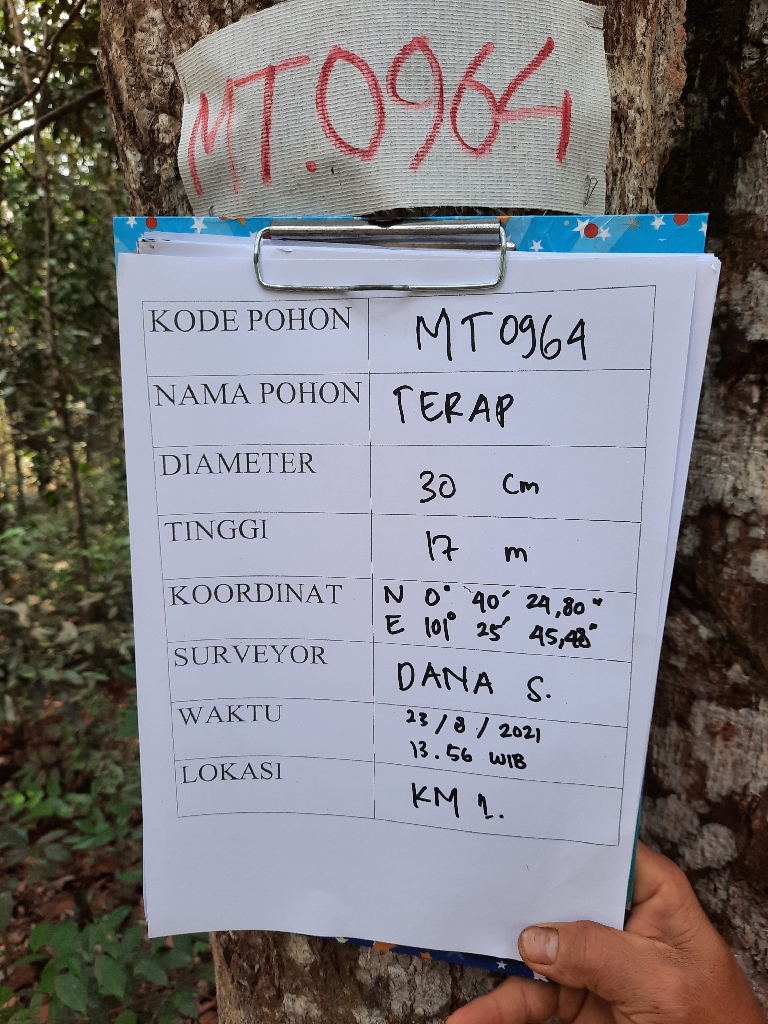 MT.0964
KODE POHON MT0964
NAMA POHON TERAP
DIAMETER 30 cm
TINGGI 17 m
KOORDINAT N 0° 40' 24,80"
E 101° 25' 45,48"
SURVEYOR DANA S.
WAKTU 23/8/2021
13.56 WIB
LOKASI KM 1.